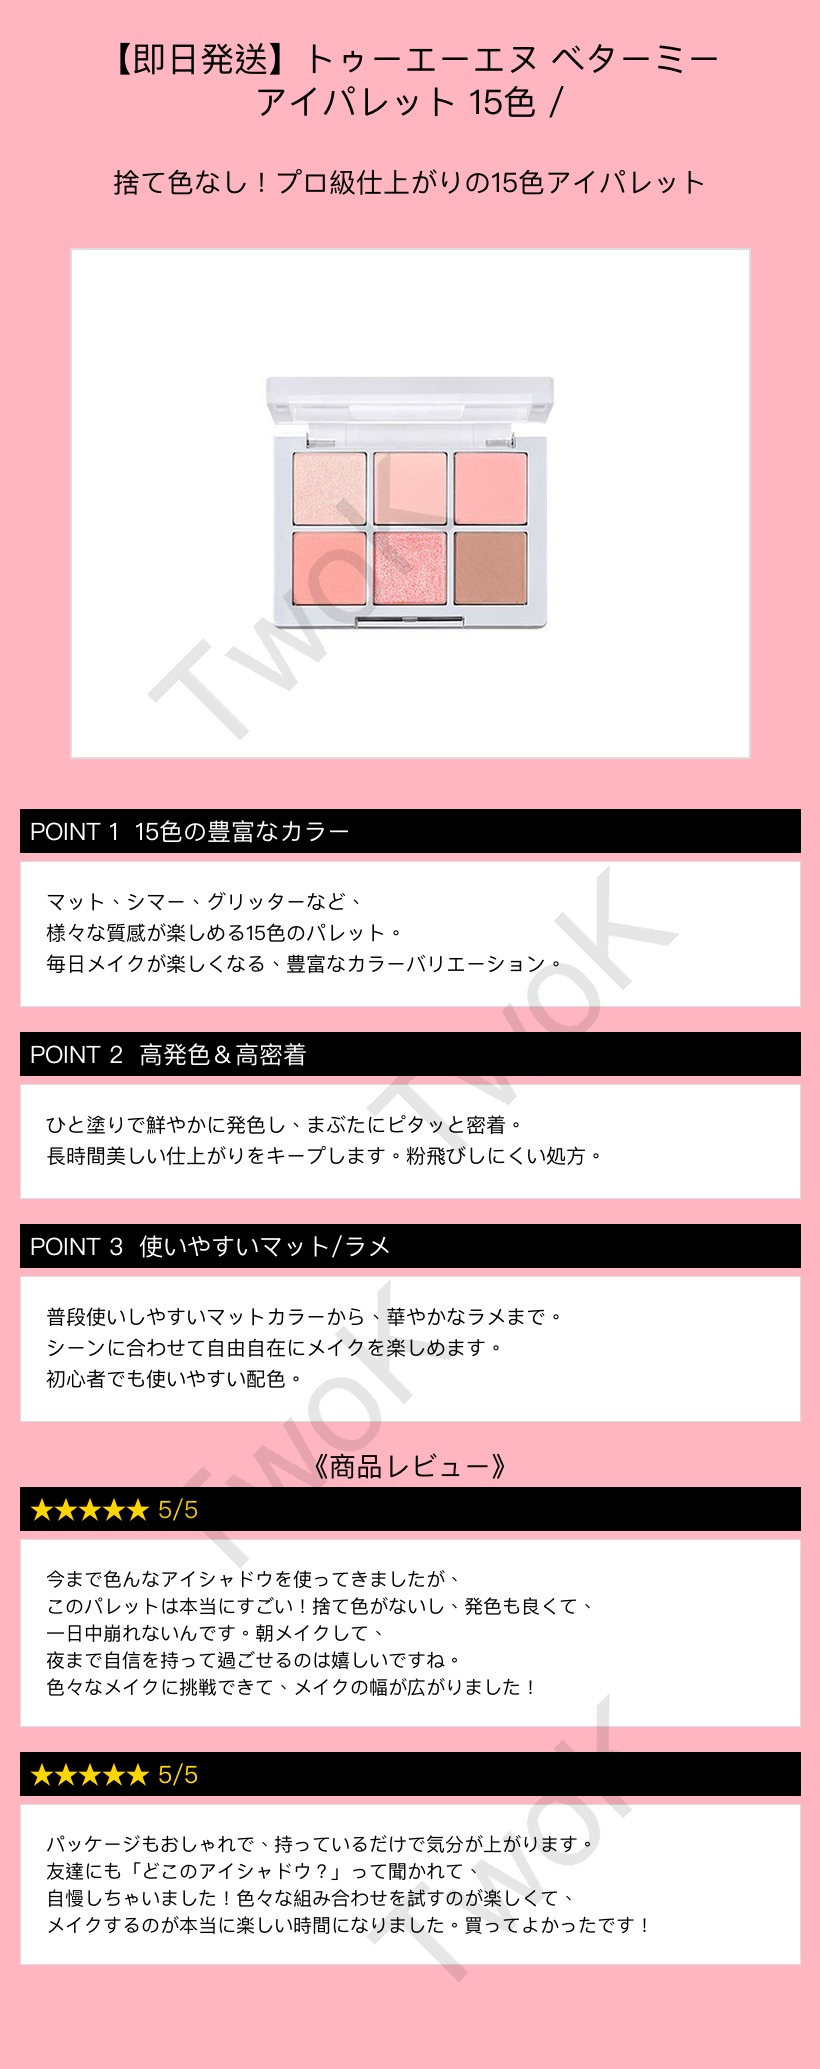 【即日発送】トゥーエーエヌ ベターミー
アイパレット 15色 /
捨て色なし！プロ級仕上がりの15色アイパレット
TwoK
POINT 1 15色の豊富なカラー
マット、シマー、グリッターなど、
様々な質感が楽しめる15色のパレット。
毎日メイクが楽しくなる、豊富なカラーバリエーション。
TwoK
POINT 2 高発色＆高密着
ひと塗りで鮮やかに発色し、まぶたにピタッと密着。
長時間美しい仕上がりをキープします。粉飛びしにくい処方。
POINT 3 使いやすいマット/ラメ
普段使いしやすいマットカラーから、華やかなラメまで。
シーンに合わせて自由自在にメイクを楽しめます。
初心者でも使いやすい配色。
TwoK
《商品レビュー》
★★★★★ 5/5
今まで色んなアイシャドウを使ってきましたが、
このパレットは本当にすごい！捨て色がないし、発色も良くて、
一日中崩れないんです。朝メイクして、
夜まで自信を持って過ごせるのは嬉しいですね。
色々なメイクに挑戦できて、メイクの幅が広がりました！
★★★★★ 5/5
パッケージもおしゃれで、持っているだけで気分が上がります。
友達にも「どこのアイシャドウ？」って聞かれて、
自慢しちゃいました！色々な組み合わせを試すのが楽しくて、
メイクするのが本当に楽しい時間になりました。買ってよかったです！
TwoK